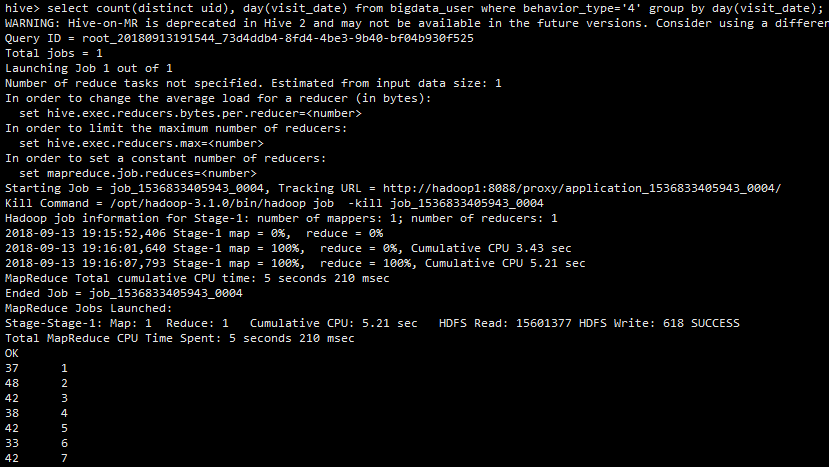 hive> select count(distinct uid), day(visit_date) from bigdata_user where behavior_type='4' group by day(visit_date);
WARNING: Hive-on-MR is deprecated in Hive 2 and may not be available in the future versions. Consider using a differen
Query ID = root_20180913191544_73d4ddb4-8fd4-4be3-9b40-bf04b930f525
Total jobs = 1
Launching Job 1 out of 1
Number of reduce tasks not specified. Estimated from input data size: 1
In order to change the average load for a reducer (in bytes):
  set hive.exec.reducers.bytes.per.reducer=<number>
In order to limit the maximum number of reducers:
  set hive.exec.reducers.max=<number>
In order to set a constant number of reducers:
  set mapreduce.job.reduces=<number>
Starting Job = job_1536833405943_0004, Tracking URL = http://hadoop1:8088/proxy/application_1536833405943_0004/
Kill Command = /opt/hadoop-3.1.0/bin/hadoop job  -kill job_1536833405943_0004
Hadoop job information for Stage-1: number of mappers: 1; number of reducers: 1
2018-09-13 19:15:52,406 Stage-1 map = 0%,  reduce = 0%
2018-09-13 19:16:01,640 Stage-1 map = 100%,  reduce = 0%, Cumulative CPU 3.43 sec
2018-09-13 19:16:07,793 Stage-1 map = 100%,  reduce = 100%, Cumulative CPU 5.21 sec
MapReduce Total cumulative CPU time: 5 seconds 210 msec
Ended Job = job_1536833405943_0004
MapReduce Jobs Launched:
Stage-Stage-1: Map: 1  Reduce: 1   Cumulative CPU: 5.21 sec   HDFS Read: 15601377 HDFS Write: 618 SUCCESS
Total MapReduce CPU Time Spent: 5 seconds 210 msec
OK
37	1
48	2
42	3
38	4
42	5
33	6
42	7